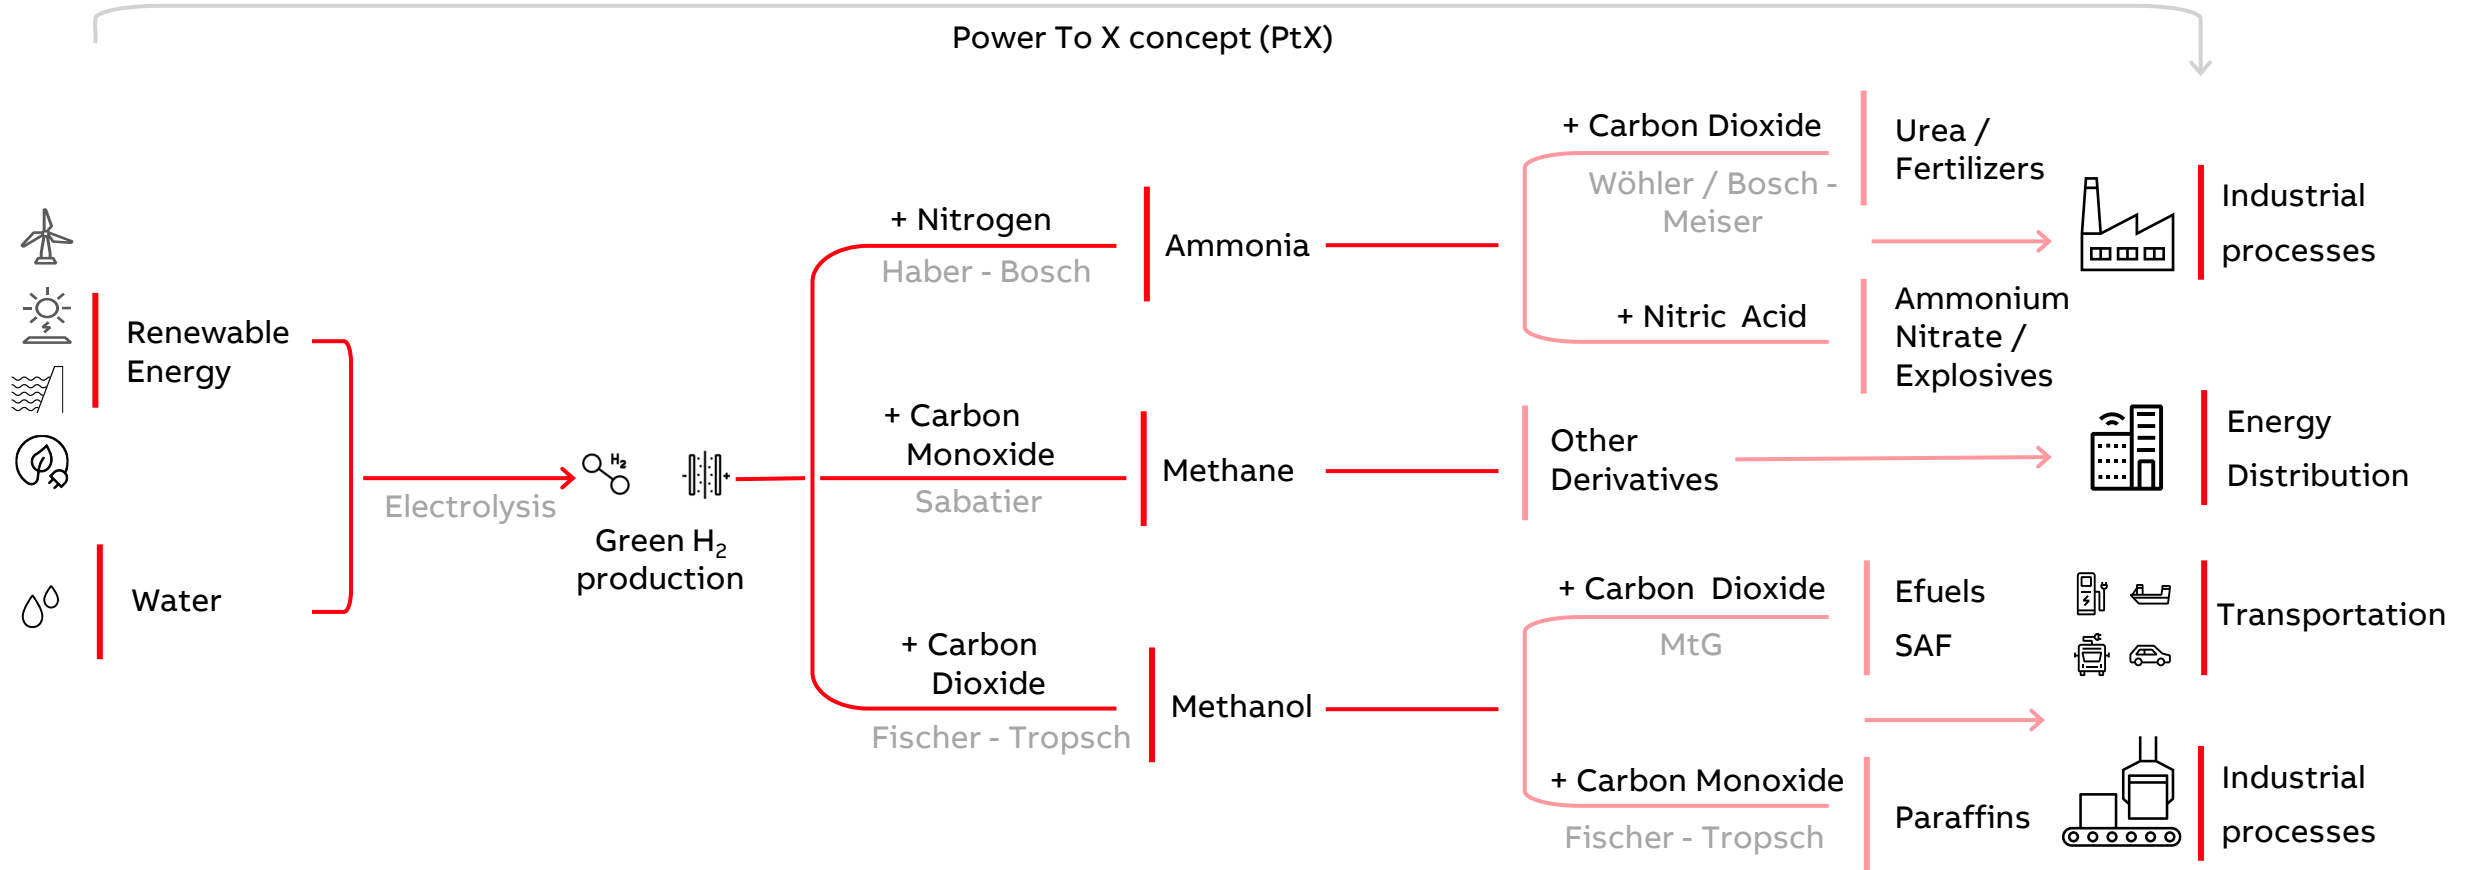 Power To X concept (PtX)
Renewable
Energy
Water
Electrolysis
H₂
Green H₂
production
+ Nitrogen
Haber - Bosch
Ammonia
+ Carbon
Monoxide
Sabatier
Methane
+ Carbon
Dioxide
Fischer - Tropsch
Methanol
+ Carbon Dioxide
Wöhler / Bosch -
Meiser
Urea /
Fertilizers
+ Nitric Acid
Ammonium
Nitrate /
Explosives
Other
Derivatives
+ Carbon Dioxide
MtG
Efuels
SAF
+ Carbon Monoxide
Fischer - Tropsch
Paraffins
Industrial
processes
Energy
Distribution
Transportation
Industrial
processes